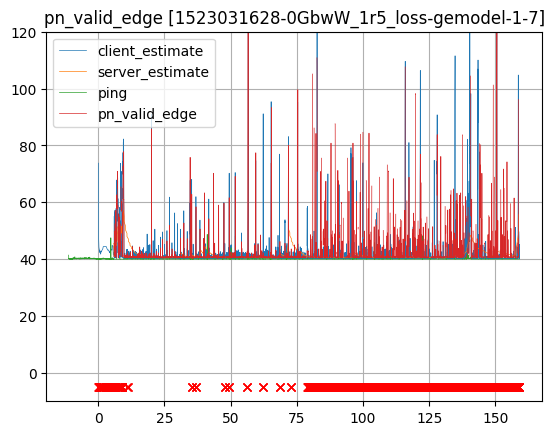 pn_valid_edge [1523031628-0GbwW_1r5_loss-gemodel-1-7]
120
100
80
60
40
20
0
client_estimate
server_estimate
ping
pn_valid_edge
0
25
50
75
100
125
150